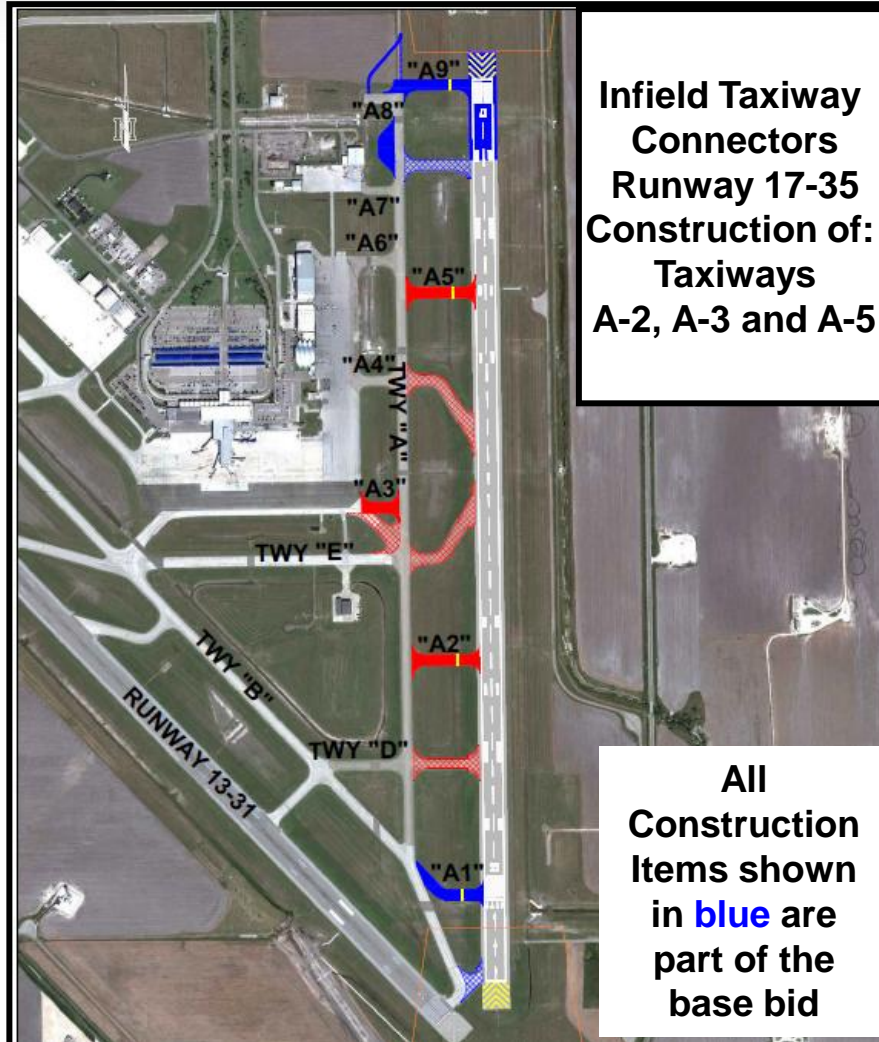 "A9"
"A8"
"A7"
"A6"
"A5"
"A4"
TWY "A"
"A3"
TWY "E"
"A2"
TWY "B"
RUNWAY 13-31
TWY "D"
"A1"
Infield Taxiway
Connectors
Runway 17-35
Construction of:
Taxiways
A-2, A-3 and A-5
All
Construction
Items shown
in blue are
part of the
base bid